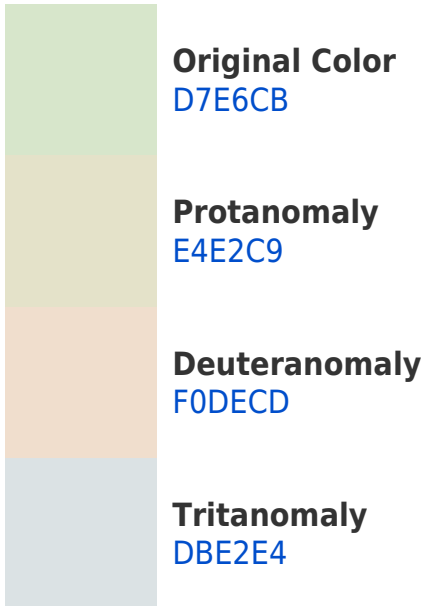 Original Color
D7E6CB
Protanomaly
E4E2C9
Deuteranomaly
F0DECD
Tritanomaly
DBE2E4